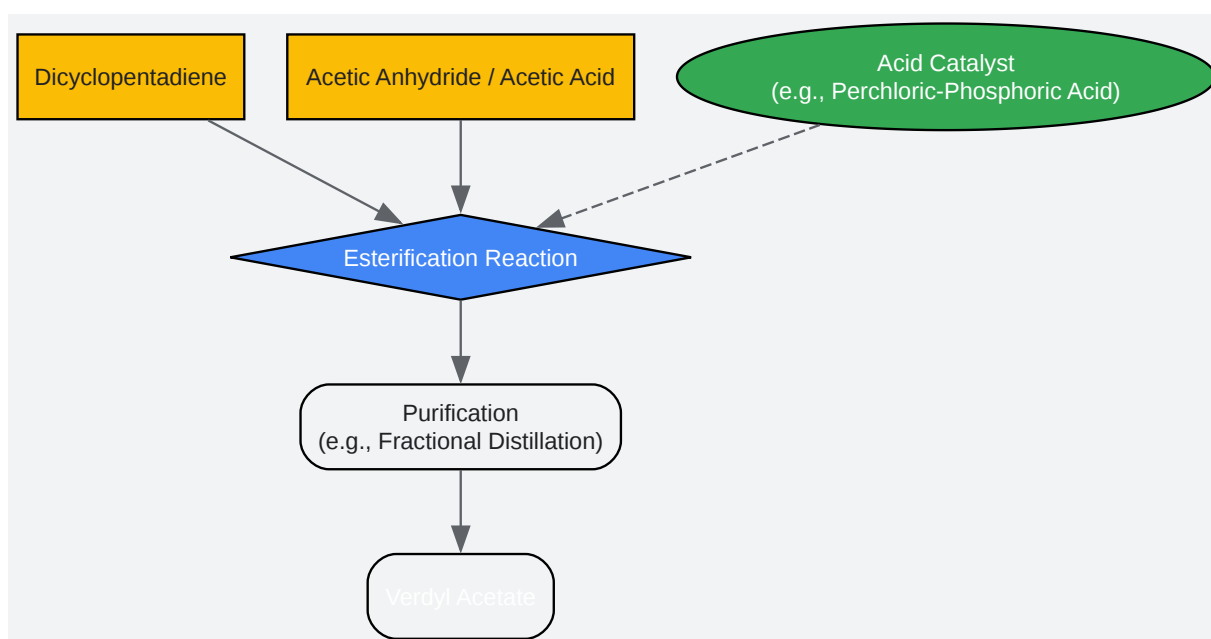 Dicyclopentadiene
Acetic Anhydride / Acetic Acid
Acid Catalyst
(e.g., Perchloric-Phosphoric Acid)
Esterification Reaction
Purification
(e.g., Fractional Distillation)
Verdyl Acetate